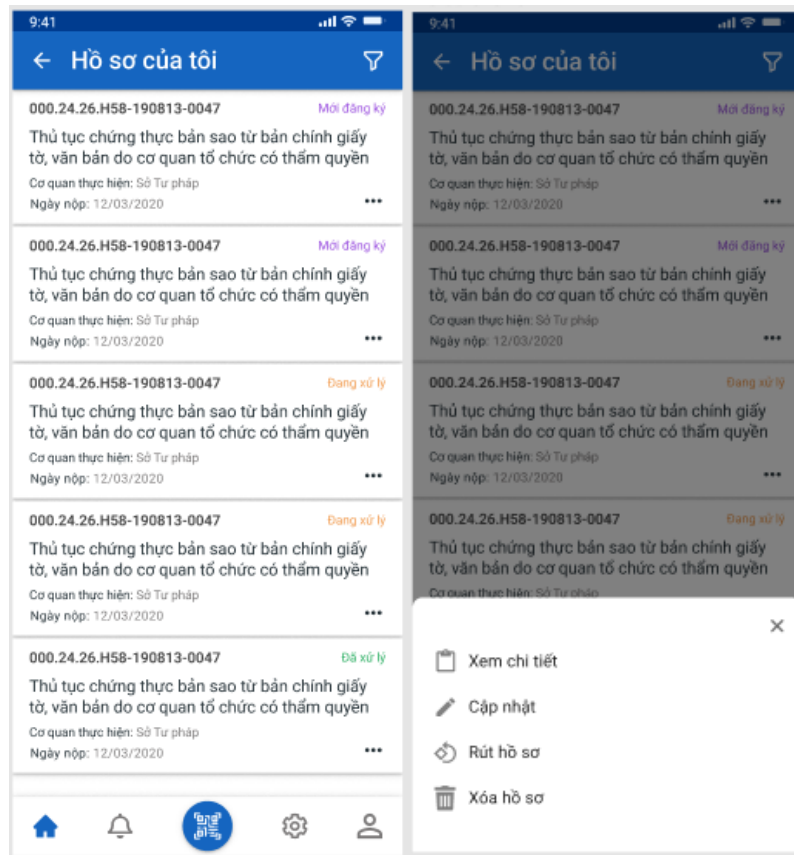 9:41
Hồ sơ của tôi
000.24.26.H58-190813-0047 Mới đăng ký
Thủ tục chứng thực bản sao từ bản chính giấy
tờ, văn bản do cơ quan tổ chức có thẩm quyền
Cơ quan thực hiện: Sở Tư pháp
Ngày nộp: 12/03/2020
000.24.26.H58-190813-0047 Mới đăng ký
Thủ tục chứng thực bản sao từ bản chính giấy
tờ, văn bản do cơ quan tổ chức có thẩm quyền
Cơ quan thực hiện: Sở Tư pháp
Ngày nộp: 12/03/2020
000.24.26.H58-190813-0047 Đang xử lý
Thủ tục chứng thực bản sao từ bản chính giấy
tờ, văn bản do cơ quan tổ chức có thẩm quyền
Cơ quan thực hiện: Sở Tư pháp
Ngày nộp: 12/03/2020
000.24.26.H58-190813-0047 Đang xử lý
Thủ tục chứng thực bản sao từ bản chính giấy
tờ, văn bản do cơ quan tổ chức có thẩm quyền
Cơ quan thực hiện: Sở Tư pháp
Ngày nộp: 12/03/2020
000.24.26.H58-190813-0047 Đã xử lý
Thủ tục chứng thực bản sao từ bản chính giấy
tờ, văn bản do cơ quan tổ chức có thẩm quyền
Cơ quan thực hiện: Sở Tư pháp
Ngày nộp: 12/03/2020
9:41
Hồ sơ của tôi
000.24.26.H58-190813-0047 Mới đăng ký
Thủ tục chứng thực bản sao từ bản chính giấy
tờ, văn bản do cơ quan tổ chức có thẩm quyền
Cơ quan thực hiện: Sở Tư pháp
Ngày nộp: 12/03/2020
000.24.26.H58-190813-0047 Mới đăng ký
Thủ tục chứng thực bản sao từ bản chính giấy
tờ, văn bản do cơ quan tổ chức có thẩm quyền
Cơ quan thực hiện: Sở Tư pháp
Ngày nộp: 12/03/2020
000.24.26.H58-190813-0047 Đang xử lý
Thủ tục chứng thực bản sao từ bản chính giấy
tờ, văn bản do cơ quan tổ chức có thẩm quyền
Cơ quan thực hiện: Sở Tư pháp
Ngày nộp: 12/03/2020
000.24.26.H58-190813-0047 Đang xử lý
Thủ tục chứng thực bản sao từ bản chính giấy
tờ, văn bản do cơ quan tổ chức có thẩm quyền
Cơ quan thực hiện: Sở Tư pháp
Xem chi tiết
Cập nhật
Rút hồ sơ
Xóa hồ sơ